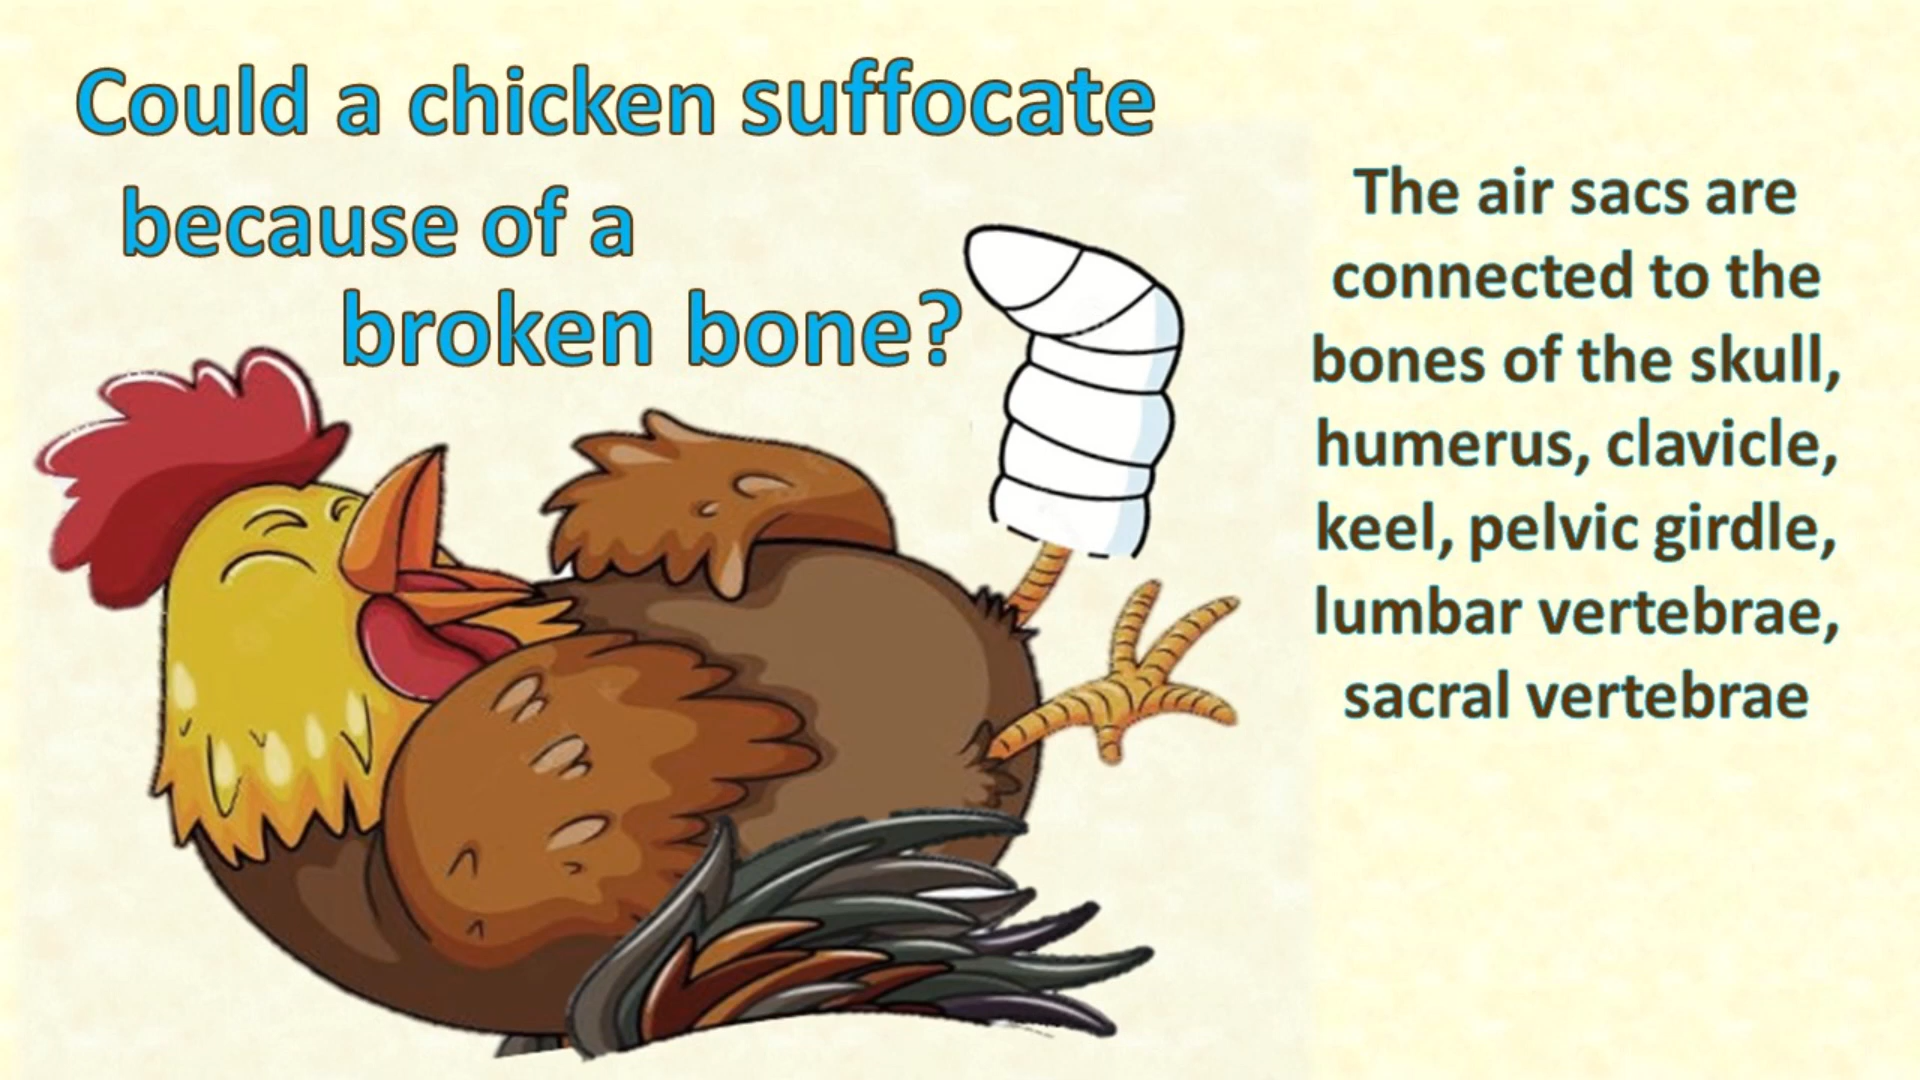 Could a chicken suffocate
because of a
broken bone?
The air sacs are
connected to the
bones of the skull,
humerus, clavicle,
keel, pelvic girdle,
lumbar vertebrae,
sacral vertebrae